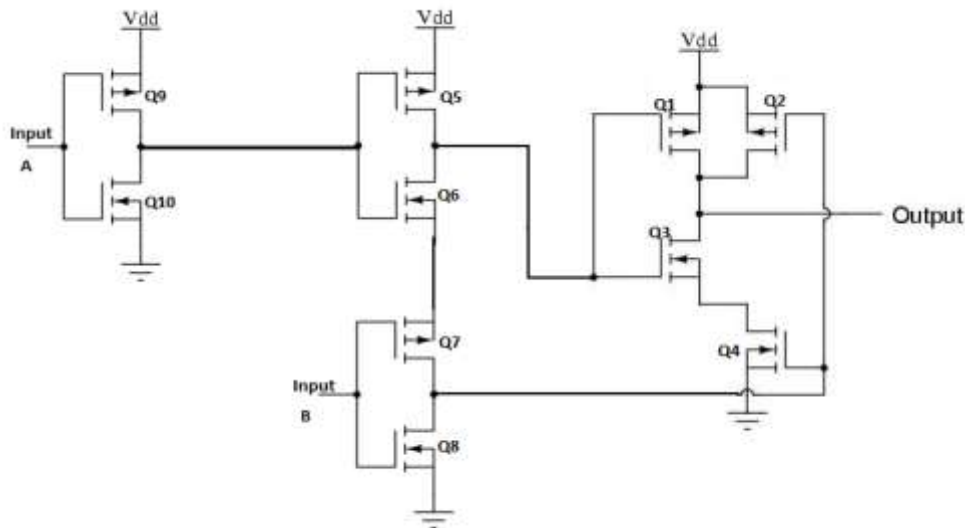 Vdd
Vdd
Vdd
Q9
Q5
Q1
Q2
Input
A
Q10
Q6
Output
Q3
Q7
Q4
Input
B
Q8